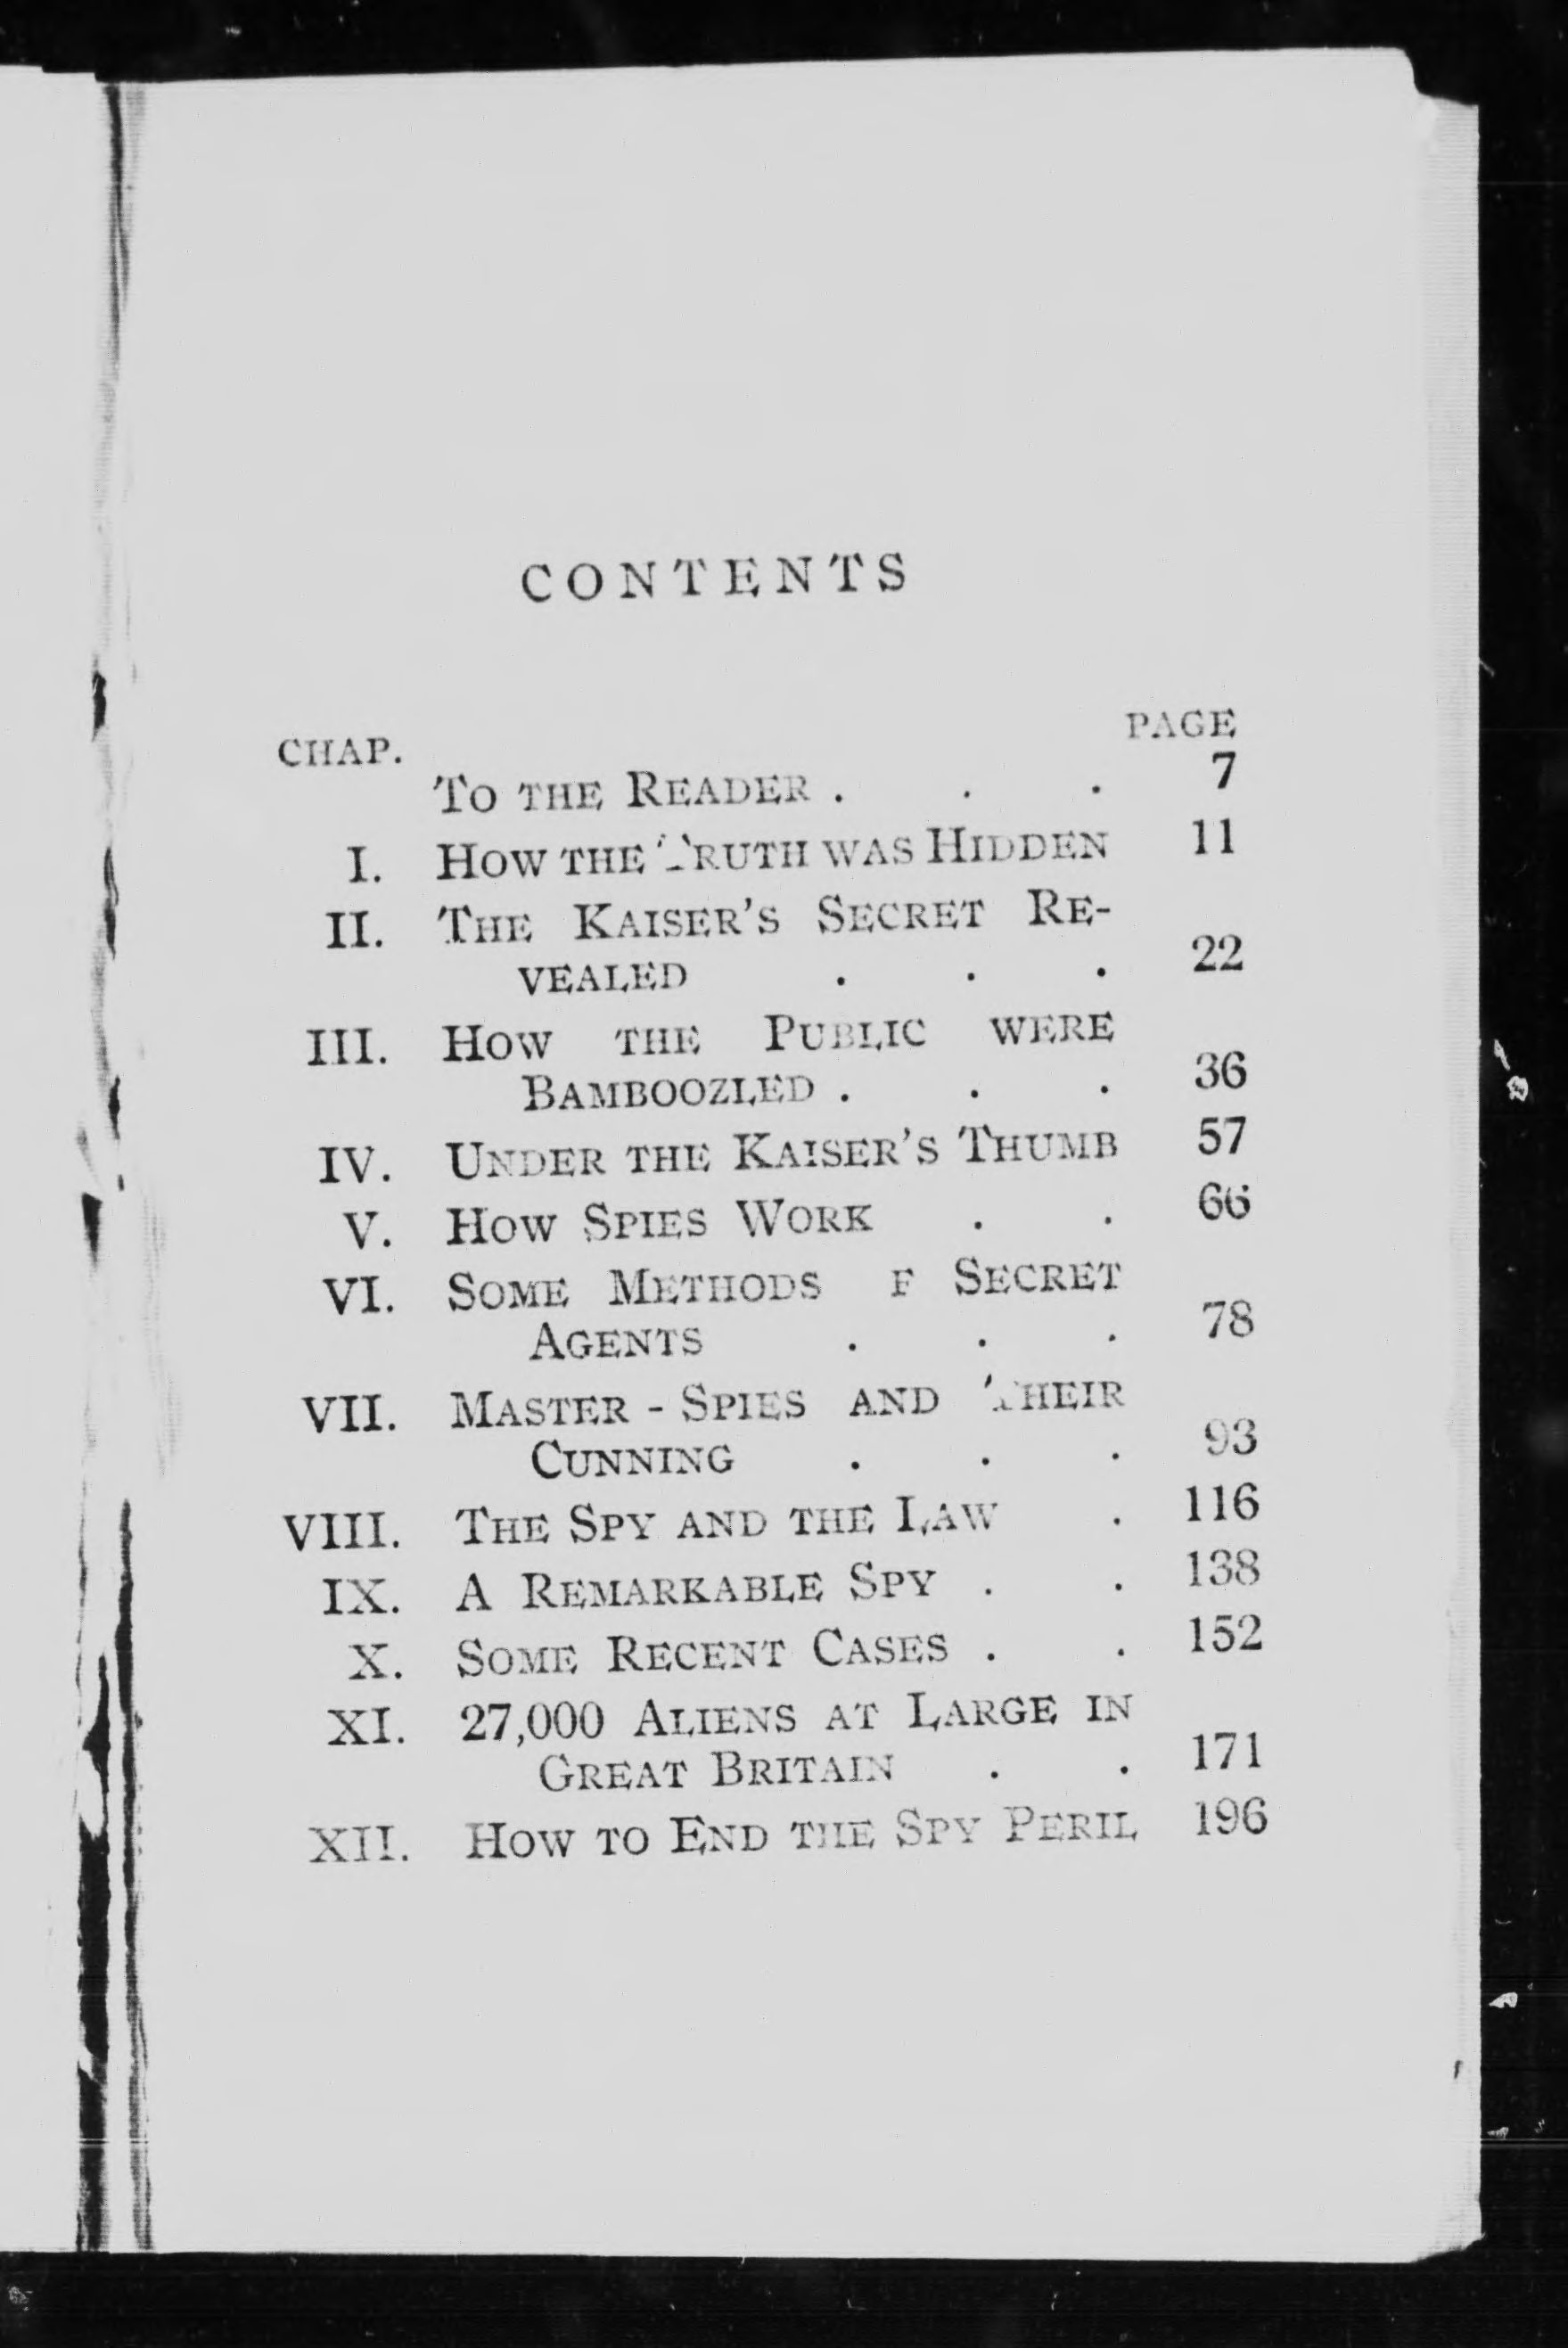 CONTENTS
CHAP. PAGE
TO THE READER . . . 7
I. HOW THE TRUTH WAS HIDDEN 11
II. THE KAISER'S SECRET RE-
VEALED . . . 22
III. HOW THE PUBLIC WERE
BAMBOOZLED . . . 36
IV. UNDER THE KAISER'S THUMB 57
V. HOW SPIES WORK . . 66
VI. SOME METHODS F SECRET
AGENTS . . . 78
VII. MASTER-SPIES AND THEIR
CUNNING . . . 93
VIII. THE SPY AND THE LAW . 116
IX. A REMARKABLE SPY . . 138
X. SOME RECENT CASES . . 152
XI. 27,000 ALIENS AT LARGE IN
GREAT BRITAIN . . 171
XII. HOW TO END THE SPY PERIL 196